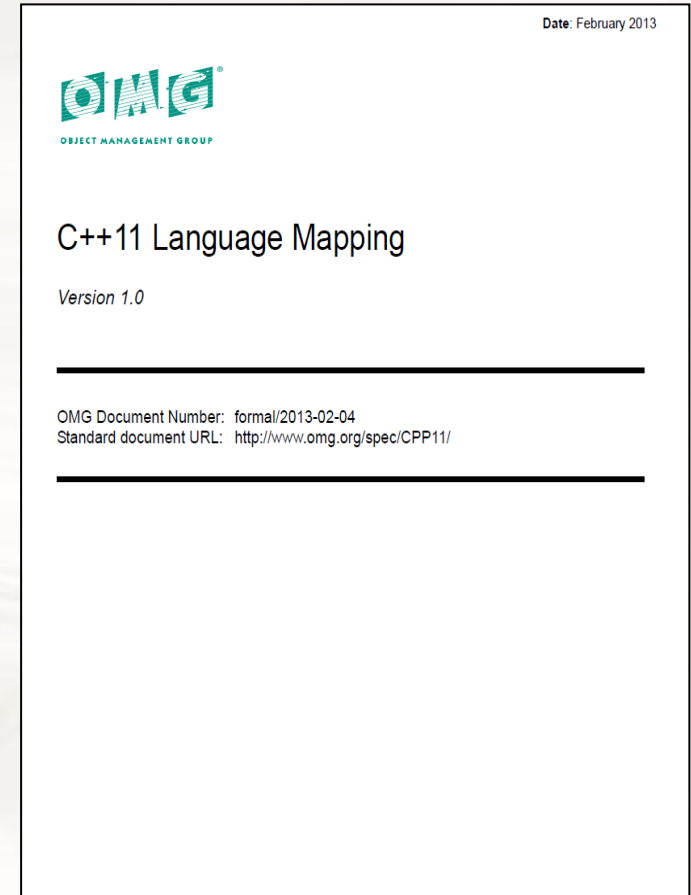 Date: February 2013
OMG®
OBJECT MANAGEMENT GROUP
C++11 Language Mapping
Version 1.0
OMG Document Number: formal/2013-02-04
Standard document URL: http://www.omg.org/spec/CPP11/